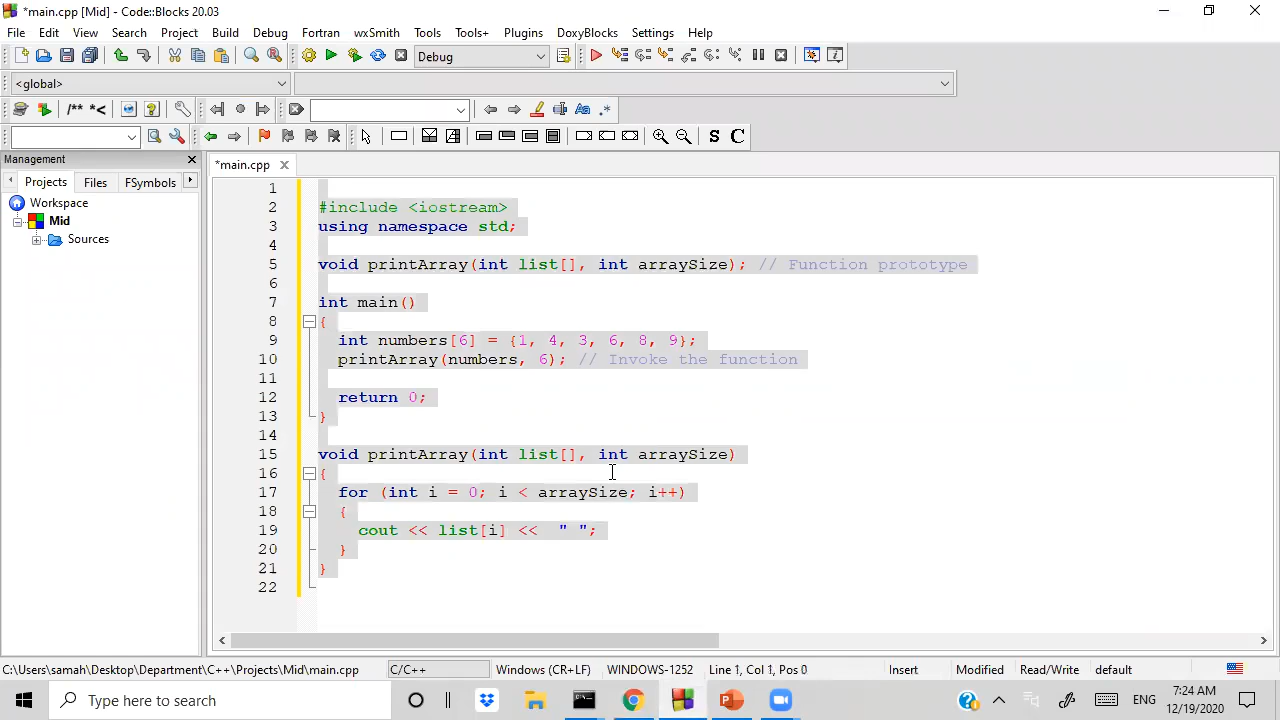 *main.cpp [Mid] - Code::Blocks 20.03
File Edit View Search Project Build Debug Fortran wxSmith Tools Tools+ Plugins DoxyBlocks Settings Help
Debug
<global>
/** *<
Aa .*
S C
Management
*main.cpp
Projects Files FSymbols
Workspace
Mid
Sources
1
2 #include <iostream>
3 using namespace std;
4
5 void printArray(int list[], int arraySize); // Function prototype
6
7 int main()
8 {
9 int numbers[6] = {1, 4, 3, 6, 8, 9};
10 printArray(numbers, 6); // Invoke the function
11
12 return 0;
13 }
14
15 void printArray(int list[], int arraySize)
16 {
17 for (int i = 0; i < arraySize; i++)
18 {
19 cout << list[i] << " ";
20 }
21 }
22
C:\Users\samah\Desktop\Department\C++\Projects\Mid\main.cpp C/C++ Windows (CR+LF) WINDOWS-1252 Line 1, Col 1, Pos 0 Insert Modified Read/Write default
Type here to search
ENG
7:24 AM
12/19/2020